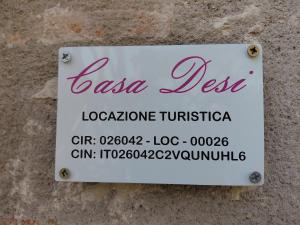 Casa Desi
LOCAZIONE TURISTICA
CIR: 026042 - LOC - 00026
CIN: IT026042C2VQUNUHL6